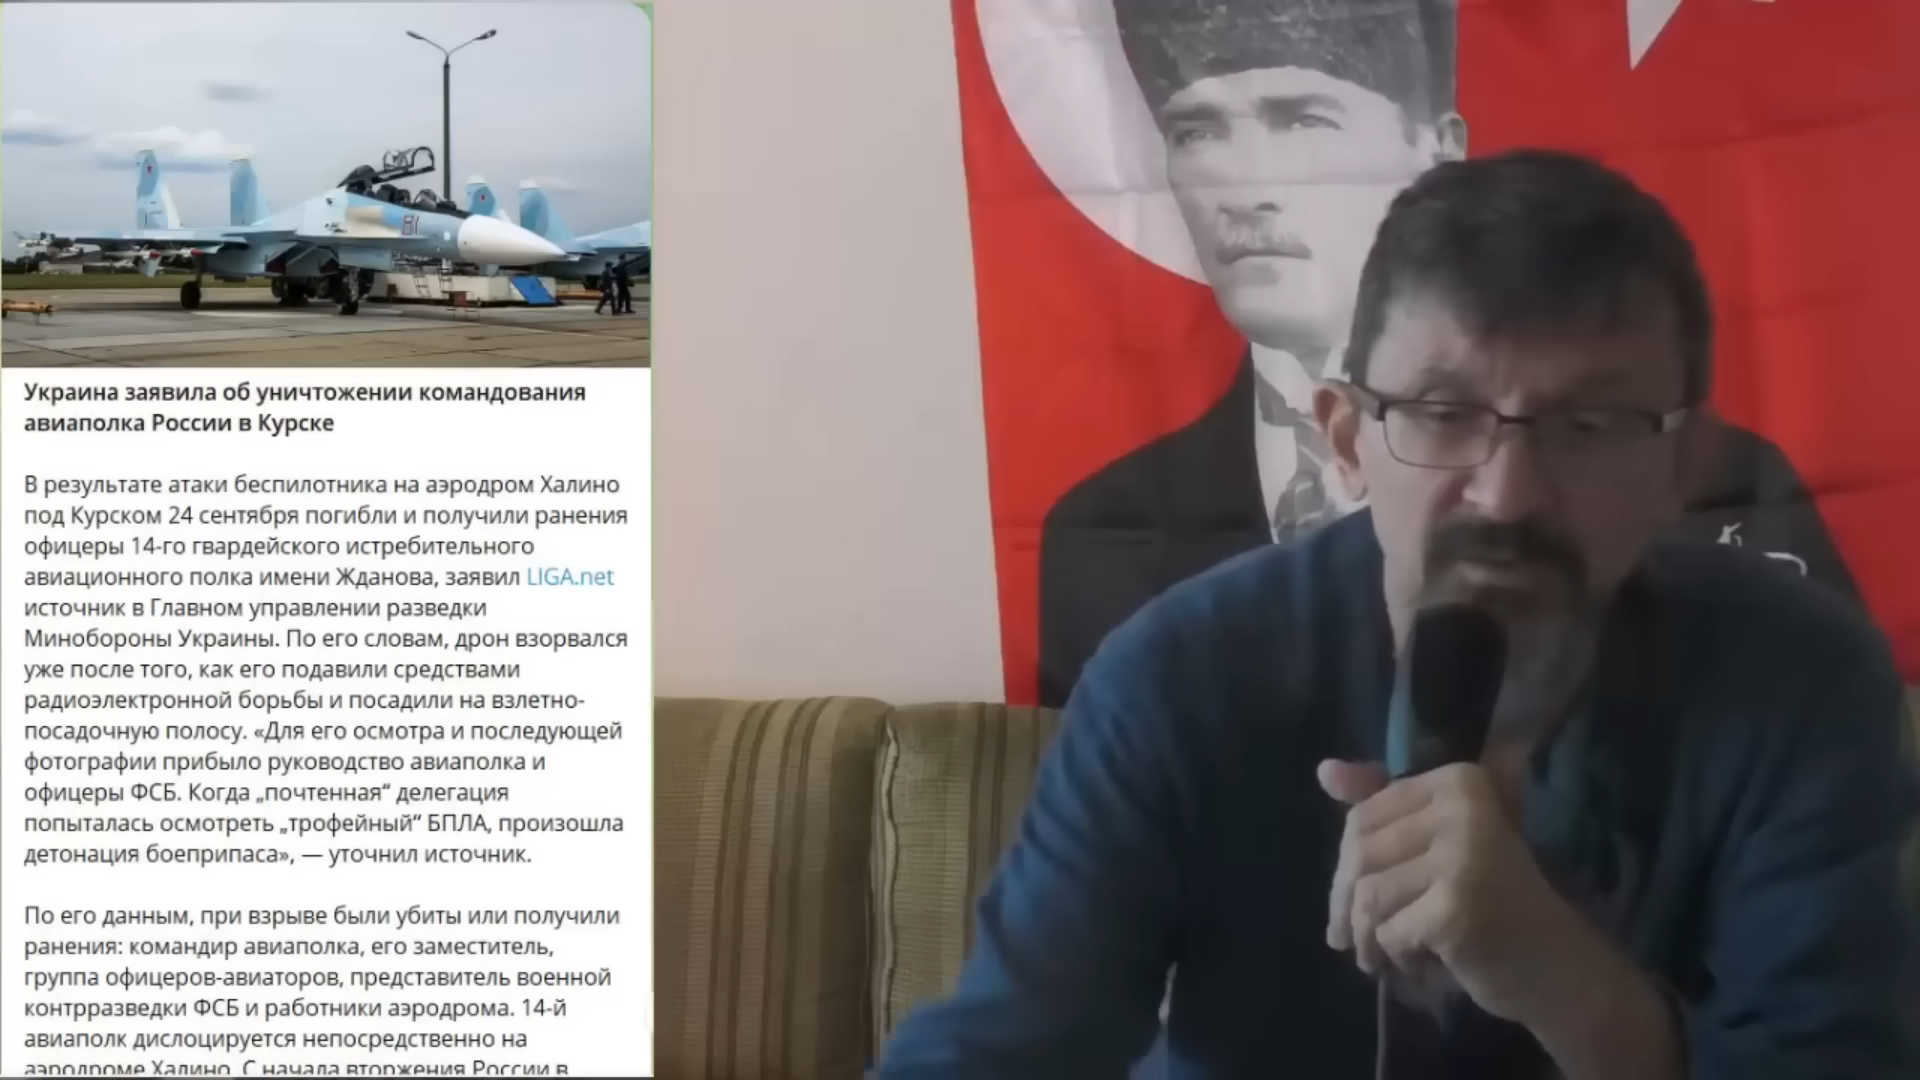 Украина заявила об уничтожении командования
авиаполка России в Курске
В результате атаки беспилотника на аэродром Халино
под Курском 24 сентября погибли и получили ранения
офицеры 14-го гвардейского истребительного
авиационного полка имени Жданова, заявил LIGA.net
источник в Главном управлении разведки
Минобороны Украины. По его словам, дрон взорвался
уже после того, как его подавили средствами
радиоэлектронной борьбы и посадили на взлетно-
посадочную полосу. «Для его осмотра и последующей
фотографии прибыло руководство авиаполка и
офицеры ФСБ. Когда „почтенная“ делегация
попыталась осмотреть „трофейный“ БПЛА, произошла
детонация боеприпаса», — уточнил источник.
По его данным, при взрыве были убиты или получили
ранения: командир авиаполка, его заместитель,
группа офицеров-авиаторов, представитель военной
контрразведки ФСБ и работники аэродрома. 14-й
авиаполк дислоцируется непосредственно на
аэродроме Халино. С начала вторжения России в